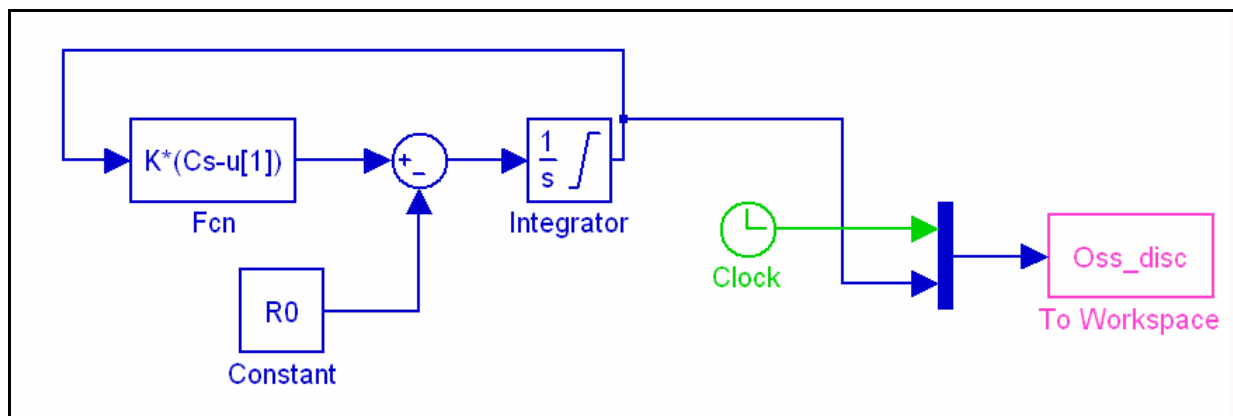 K*(Cs-u[1])
Fcn
+
−
1
s
Integrator
R0
Constant
Clock
Oss_disc
To Workspace